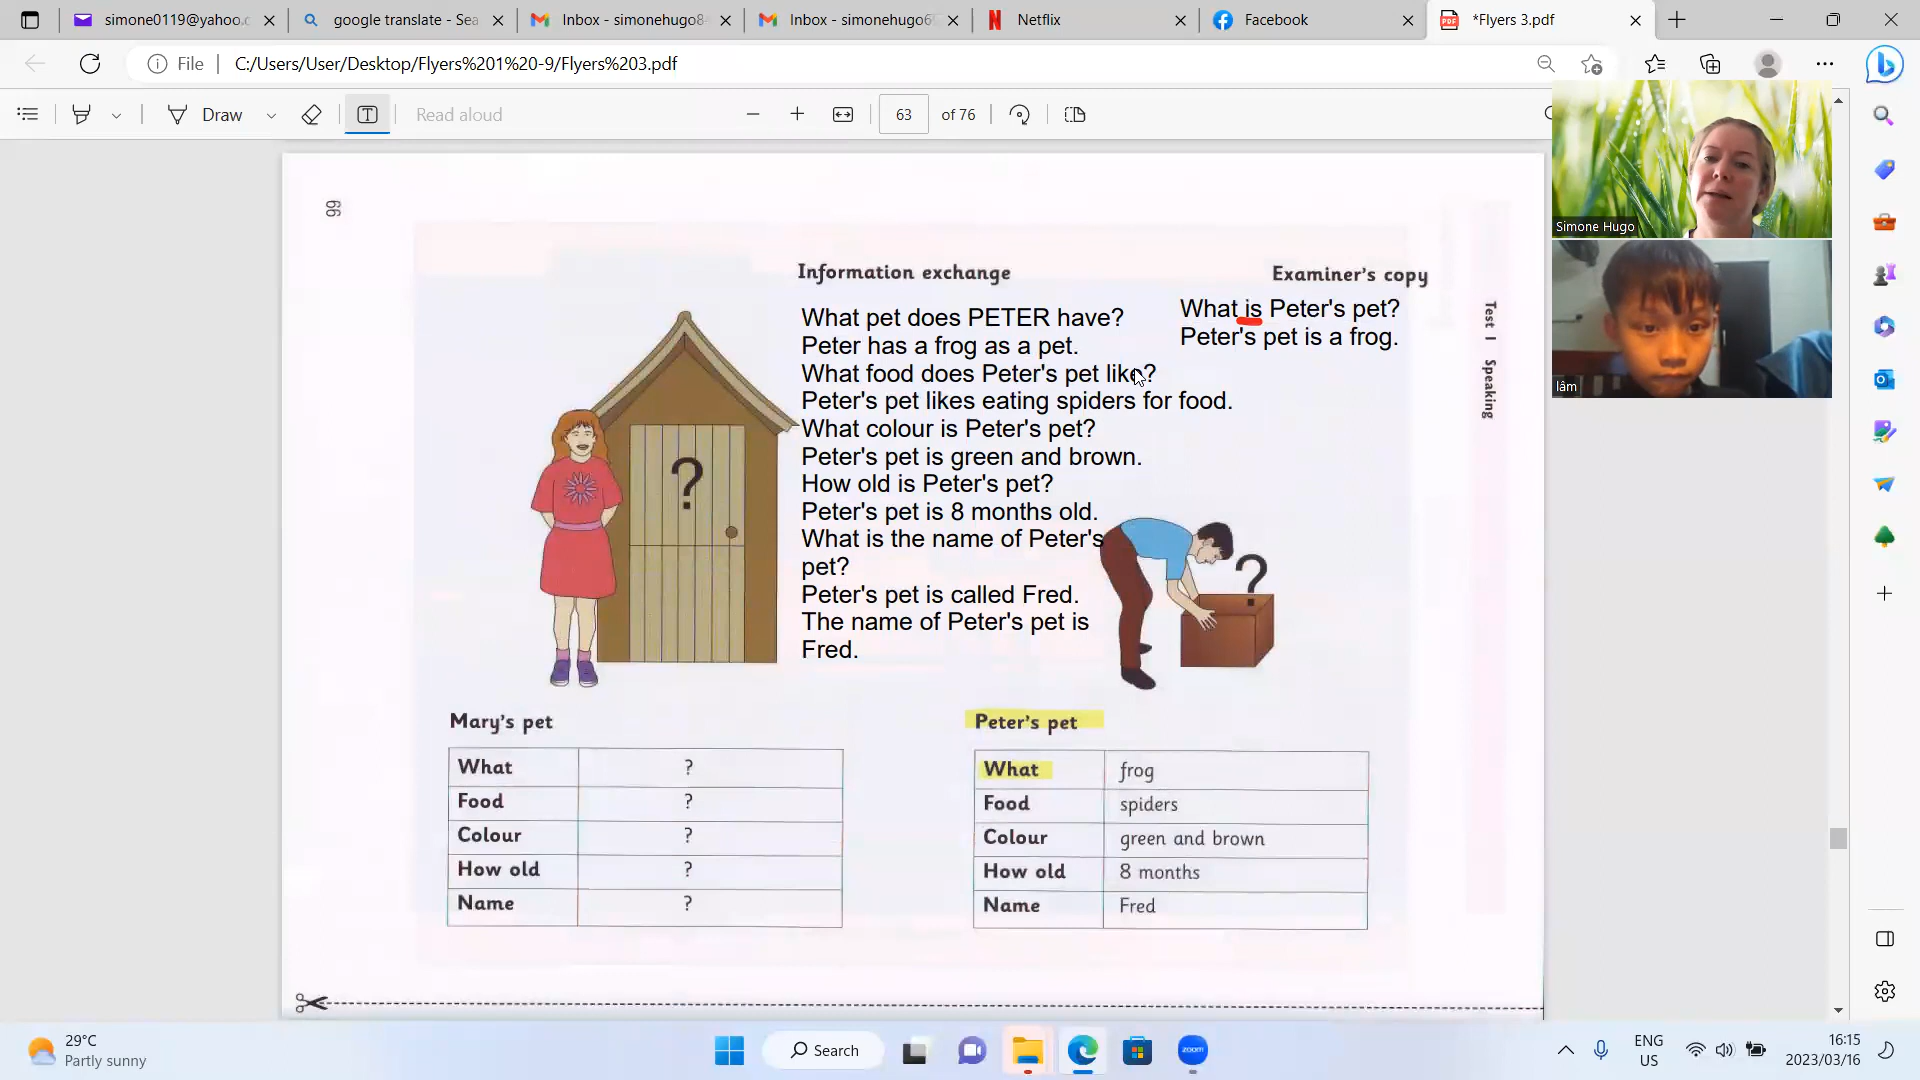 simone0119@yahoo.c
google translate - Sea
Inbox - simonehugo8
Inbox - simonehugo6
Netflix
Facebook
*Flyers 3.pdf
File
C:/Users/User/Desktop/Flyers%201%20-9/Flyers%203.pdf
Draw
Read aloud
63 of 76
66
Information exchange
Examiner's copy
What pet does PETER have?
Peter has a frog as a pet.
What food does Peter's pet like?
Peter's pet likes eating spiders for food.
What colour is Peter's pet?
Peter's pet is green and brown.
How old is Peter's pet?
Peter's pet is 8 months old.
What is the name of Peter's
pet?
Peter's pet is called Fred.
The name of Peter's pet is
Fred.
What is Peter's pet?
Peter's pet is a frog.
Test 1 Speaking
?
?
Mary's pet
What ?
Food ?
Colour ?
How old ?
Name ?
Peter's pet
What frog
Food spiders
Colour green and brown
How old 8 months
Name Fred
Simone Hugo
lâm
29°C
Partly sunny
Search
zoom
ENG
US
16:15
2023/03/16